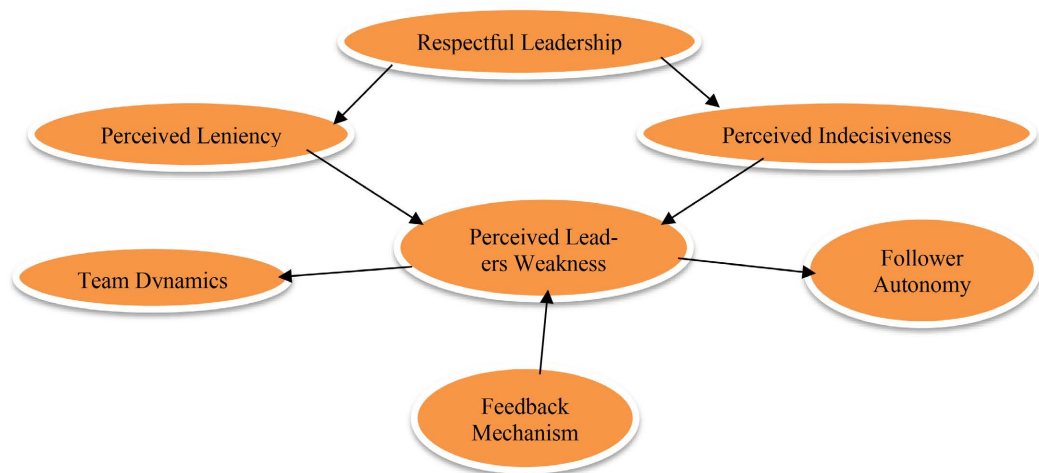 Respectful Leadership
Perceived Leniency
Perceived Indecisiveness
Perceived Lead-
ers Weakness
Follower
Autonomy
Team Dvnamics
Feedback
Mechanism